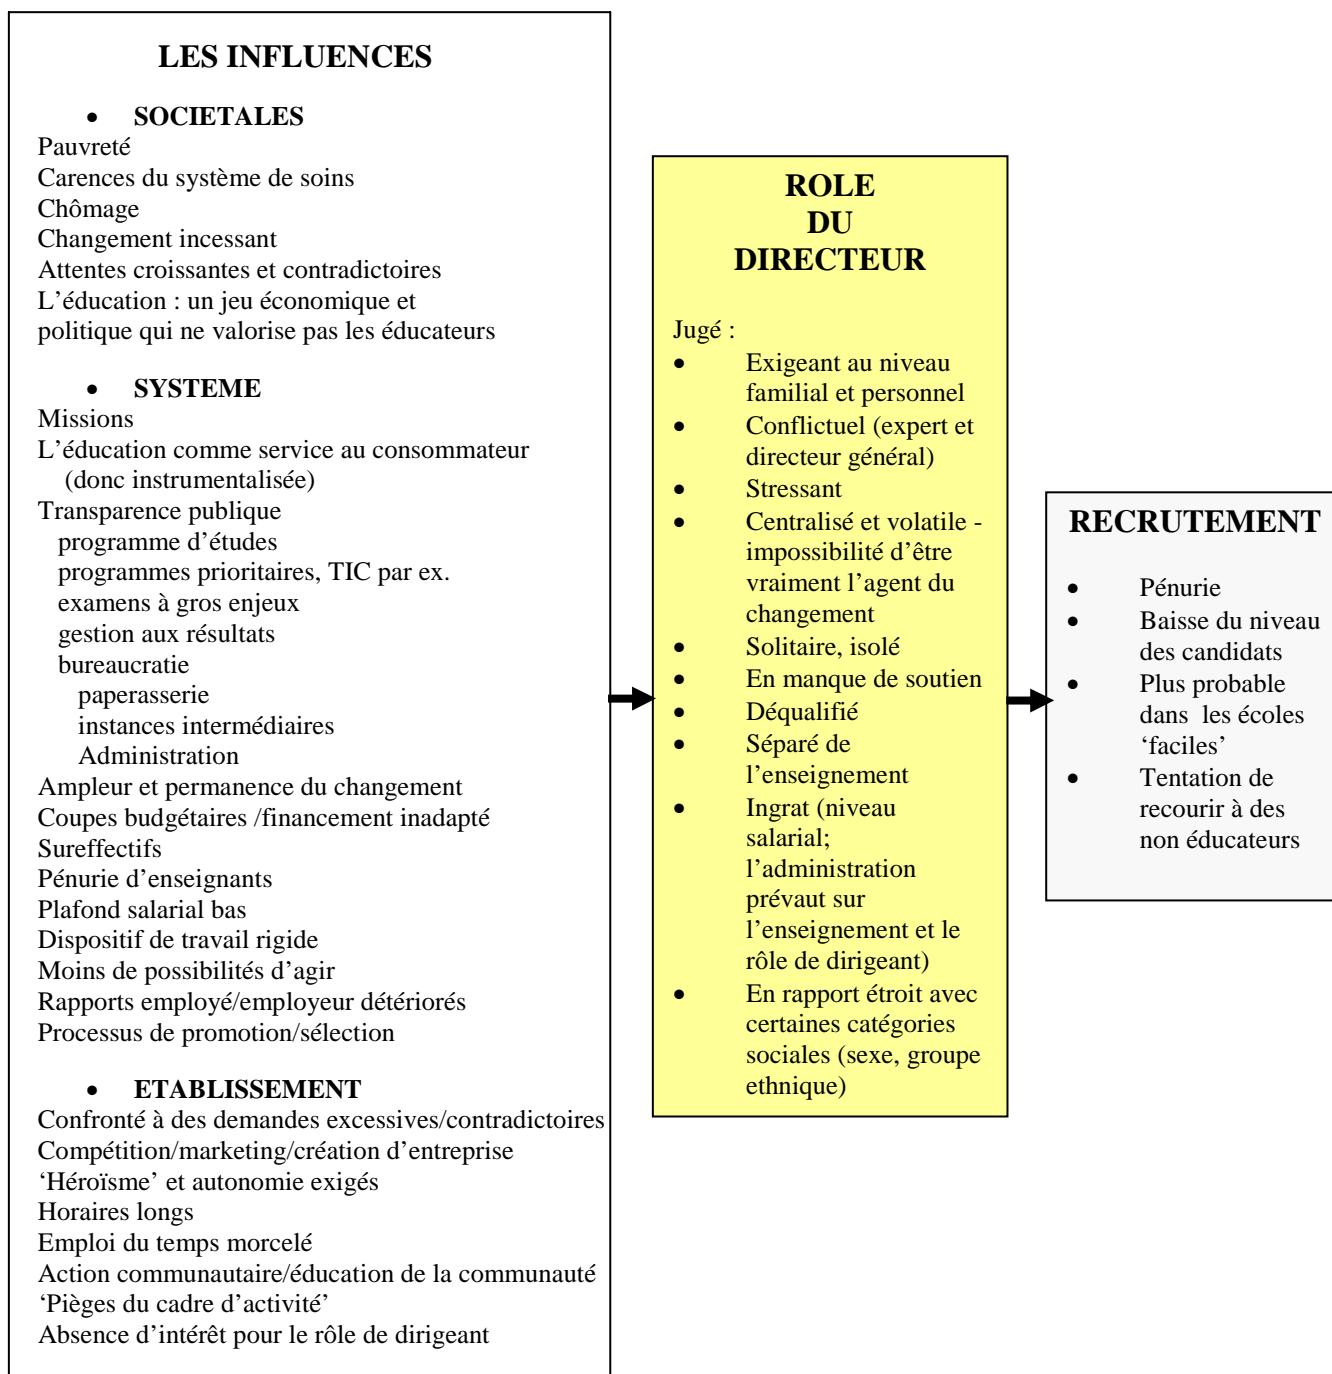 LES INFLUENCES
• SOCIETALES
Pauvreté
Carences du système de soins
Chômage
Changement incessant
Attentes croissantes et contradictoires
L’éducation : un jeu économique et
politique qui ne valorise pas les éducateurs
• SYSTEME
Missions
L’éducation comme service au consommateur
(donc instrumentalisée)
Transparence publique
programme d’études
programmes prioritaires, TIC par ex.
examens à gros enjeux
gestion aux résultats
bureaucratie
paperasserie
instances intermédiaires
Administration
Ampleur et permanence du changement
Coupes budgétaires /financement inadapté
Sureffectifs
Pénurie d’enseignants
Plafond salarial bas
Dispositif de travail rigide
Moins de possibilités d’agir
Rapports employé/employeur détériorés
Processus de promotion/sélection
• ETABLISSEMENT
Confronté à des demandes excessives/contradictoires
Compétition/marketing/création d’entreprise
‘Héroïsme’ et autonomie exigés
Horaires longs
Emploi du temps morcelé
Action communautaire/éducation de la communauté
‘Pièges du cadre d’activité’
Absence d’intérêt pour le rôle de dirigeant
ROLE
DU
DIRECTEUR
Jugé :
• Exigeant au niveau
familial et personnel
• Conflictuel (expert et
directeur général)
• Stressant
• Centralisé et volatile -
impossibilité d’être
vraiment l’agent du
changement
• Solitaire, isolé
• En manque de soutien
• Déqualifié
• Séparé de
l’enseignement
• Ingrat (niveau
salarial;
l’administration
prévaut sur
l’enseignement et le
rôle de dirigeant)
• En rapport étroit avec
certaines catégories
sociales (sexe, groupe
ethnique)
RECRUTEMENT
• Pénurie
• Baisse du niveau
des candidats
• Plus probable
dans les écoles
‘faciles’
• Tentation de
recourir à des
non éducateurs